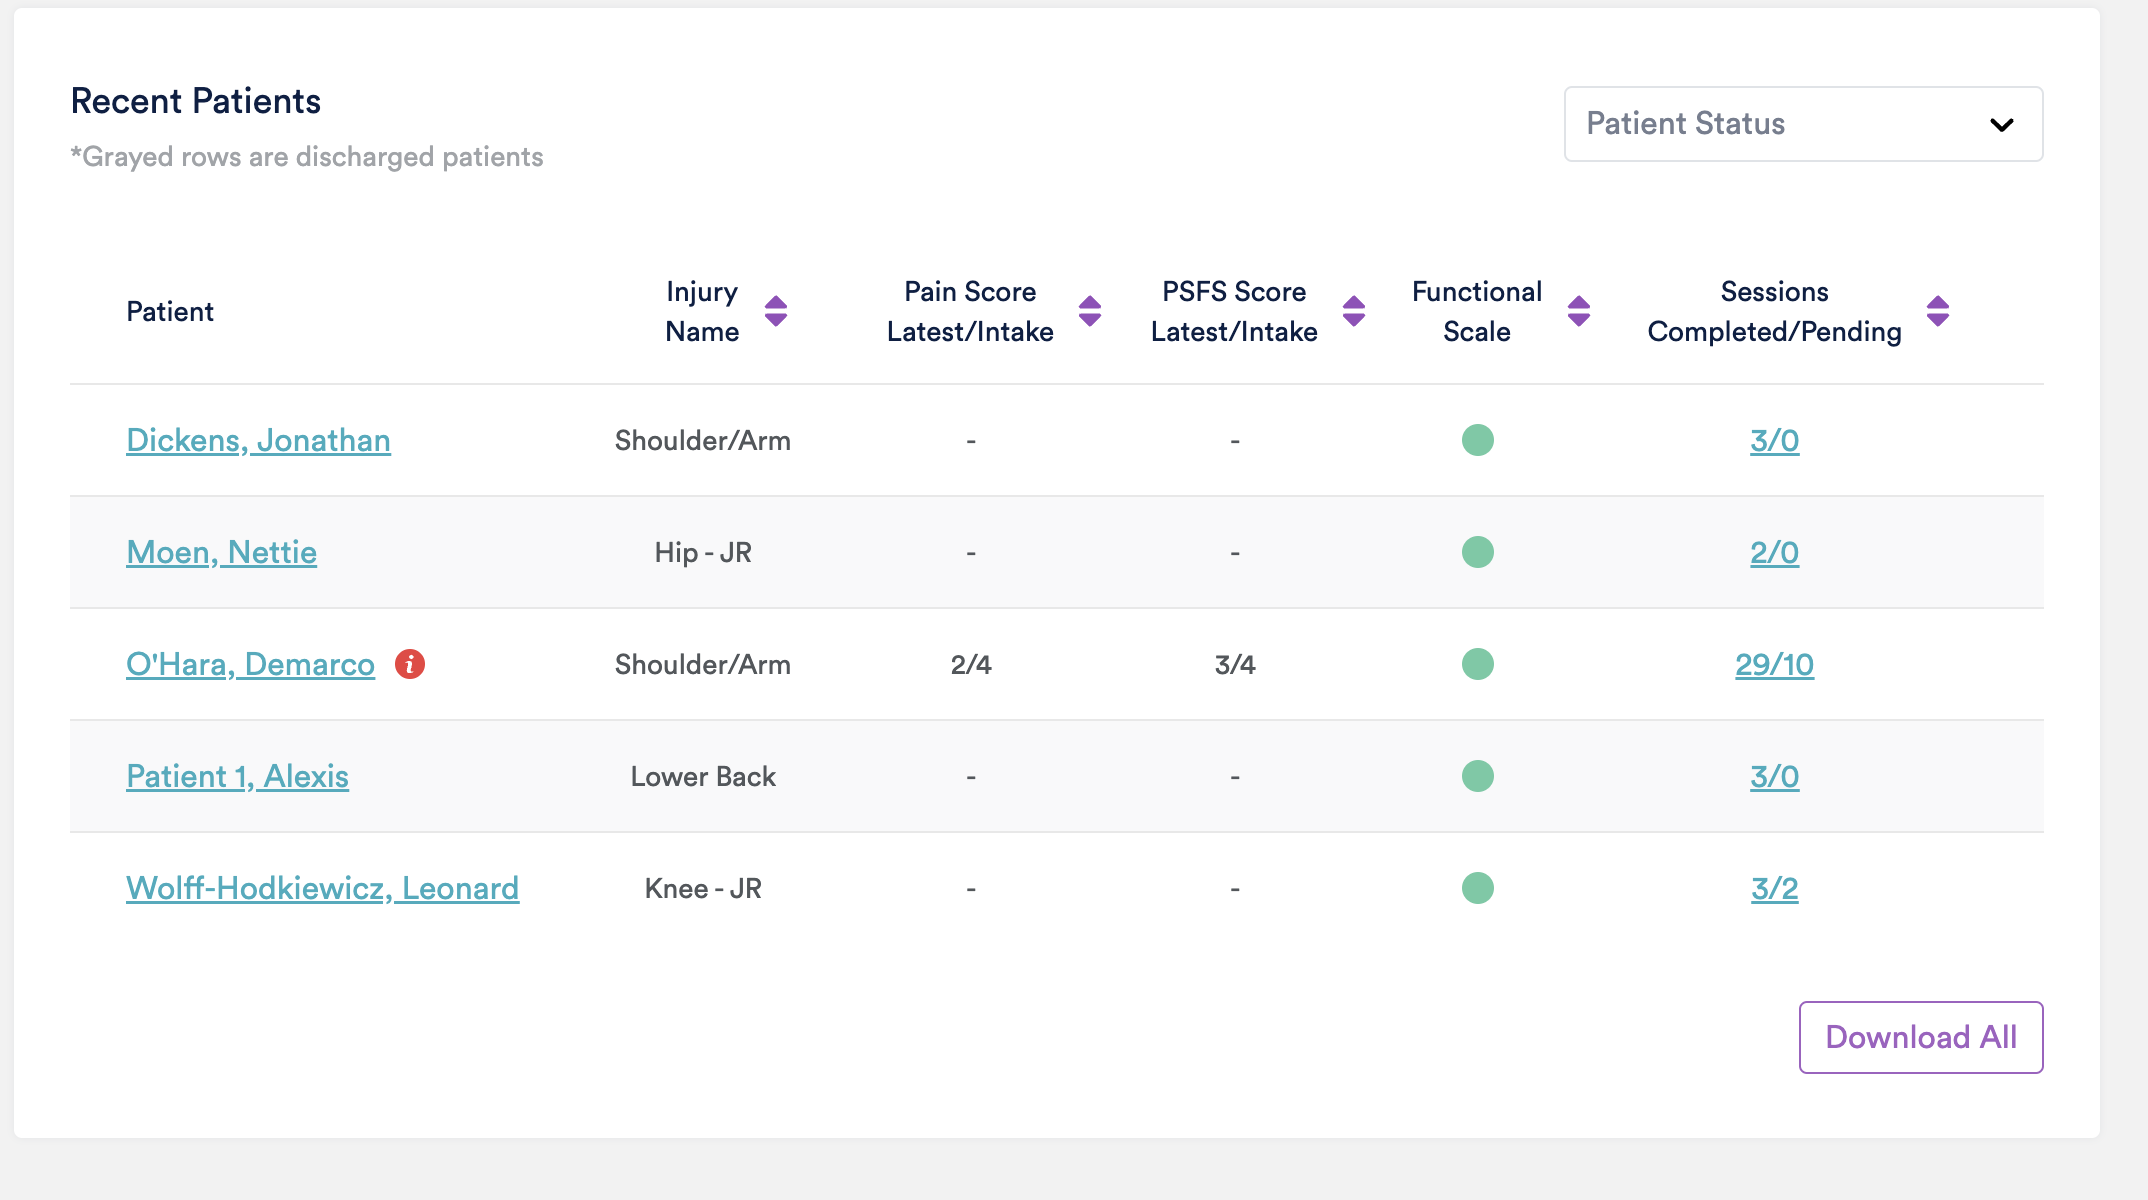 Recent Patients
*Grayed rows are discharged patients
Patient Status
Patient
Injury
Name
Pain Score
Latest/Intake
PSFS Score
Latest/Intake
Functional
Scale
Sessions
Completed/Pending
Dickens, Jonathan Shoulder/Arm - - 3/0
Moen, Nettie Hip - JR - - 2/0
O'Hara, Demarco i Shoulder/Arm 2/4 3/4 29/10
Patient 1, Alexis Lower Back - - 3/0
Wolff-Hodkiewicz, Leonard Knee - JR - - 3/2
Download All